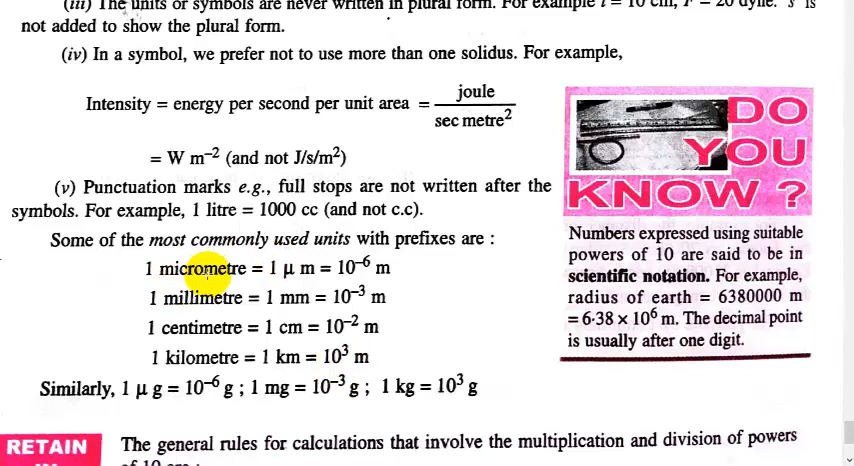 (iii) The units or symbols are never written in plural form. For example l = 10 cm, F = 20 dyne. 's' is
not added to show the plural form.
(iv) In a symbol, we prefer not to use more than one solidus. For example,
Intensity = energy per second per unit area = joule / sec metre²
= W m⁻² (and not J/s/m²)
(v) Punctuation marks e.g., full stops are not written after the
symbols. For example, 1 litre = 1000 cc (and not c.c).
Some of the most commonly used units with prefixes are :
1 micrometre = 1 μ m = 10⁻⁶ m
1 millimetre = 1 mm = 10⁻³ m
1 centimetre = 1 cm = 10⁻² m
1 kilometre = 1 km = 10³ m
Similarly, 1 μ g = 10⁻⁶ g ; 1 mg = 10⁻³ g ; 1 kg = 10³ g
DO
YOU
KNOW ?
Numbers expressed using suitable
powers of 10 are said to be in
scientific notation. For example,
radius of earth = 6380000 m
= 6·38 × 10⁶ m. The decimal point
is usually after one digit.
RETAIN
The general rules for calculations that involve the multiplication and division of powers
of 10 are :